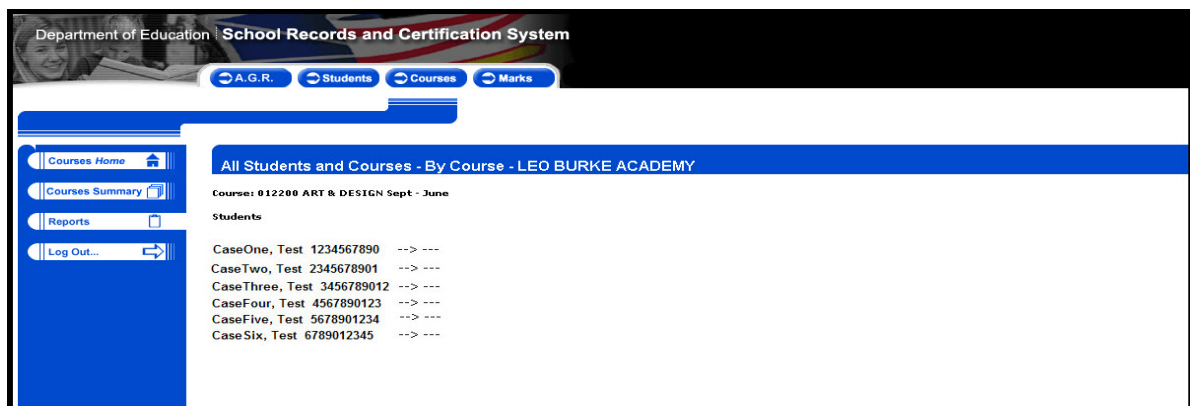 Department of Education School Records and Certification System
A.G.R. Students Courses Marks
Courses Home
Courses Summary
Reports
Log Out...
All Students and Courses - By Course - LEO BURKE ACADEMY
Course: 012200 ART & DESIGN Sept - June
Students
CaseOne, Test 1234567890 --> ---
CaseTwo, Test 2345678901 --> ---
CaseThree, Test 3456789012 --> ---
CaseFour, Test 4567890123 --> ---
CaseFive, Test 5678901234 --> ---
CaseSix, Test 6789012345 --> ---